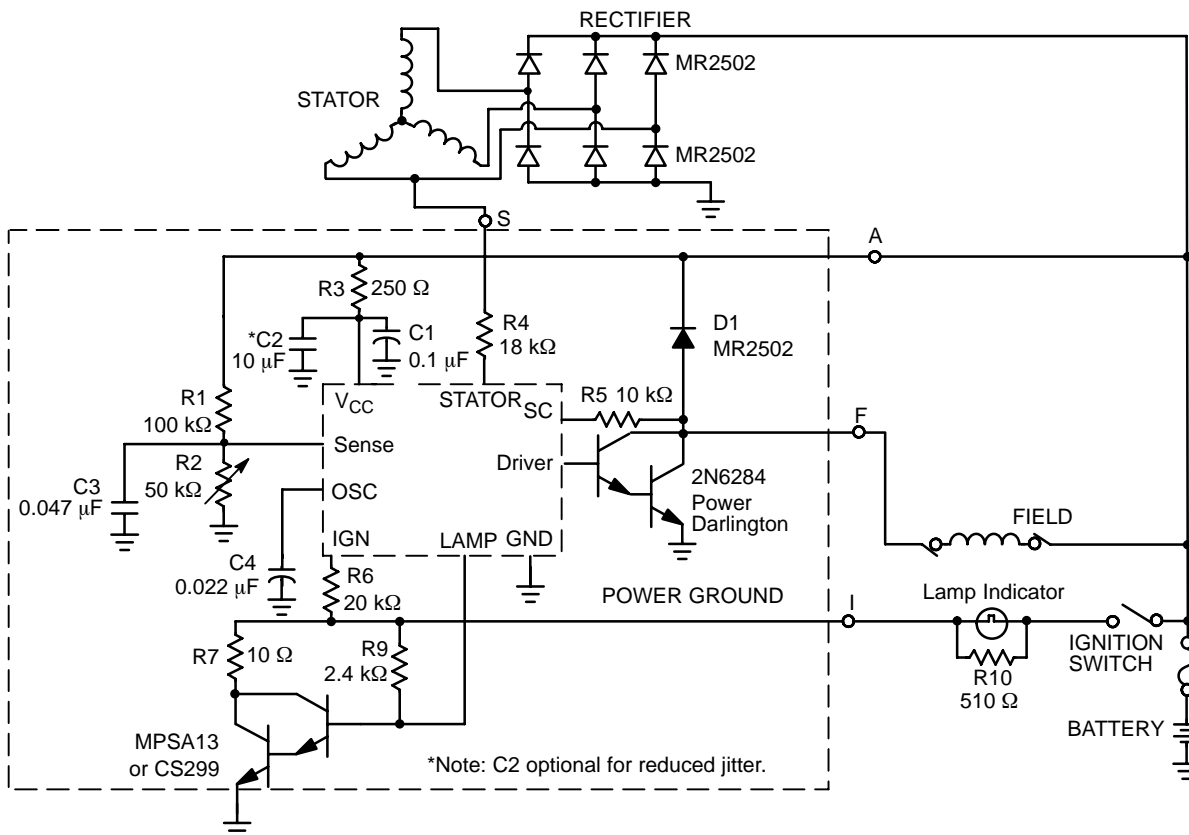 RECTIFIER
MR2502
STATOR
MR2502
S
A
R3
250 Ω
*C2
10 μF
C1
0.1 μF
R4
18 kΩ
D1
MR2502
R1
100 kΩ
VCC
STATOR
SC
R5 10 kΩ
F
Sense
Driver
R2
50 kΩ
C3
0.047 μF
OSC
2N6284
Power
Darlington
FIELD
IGN
LAMP
GND
C4
0.022 μF
R6
20 kΩ
POWER GROUND
I
Lamp Indicator
R7
10 Ω
R9
2.4 kΩ
R10
510 Ω
IGNITION
SWITCH
BATTERY
MPSA13
or CS299
*Note: C2 optional for reduced jitter.